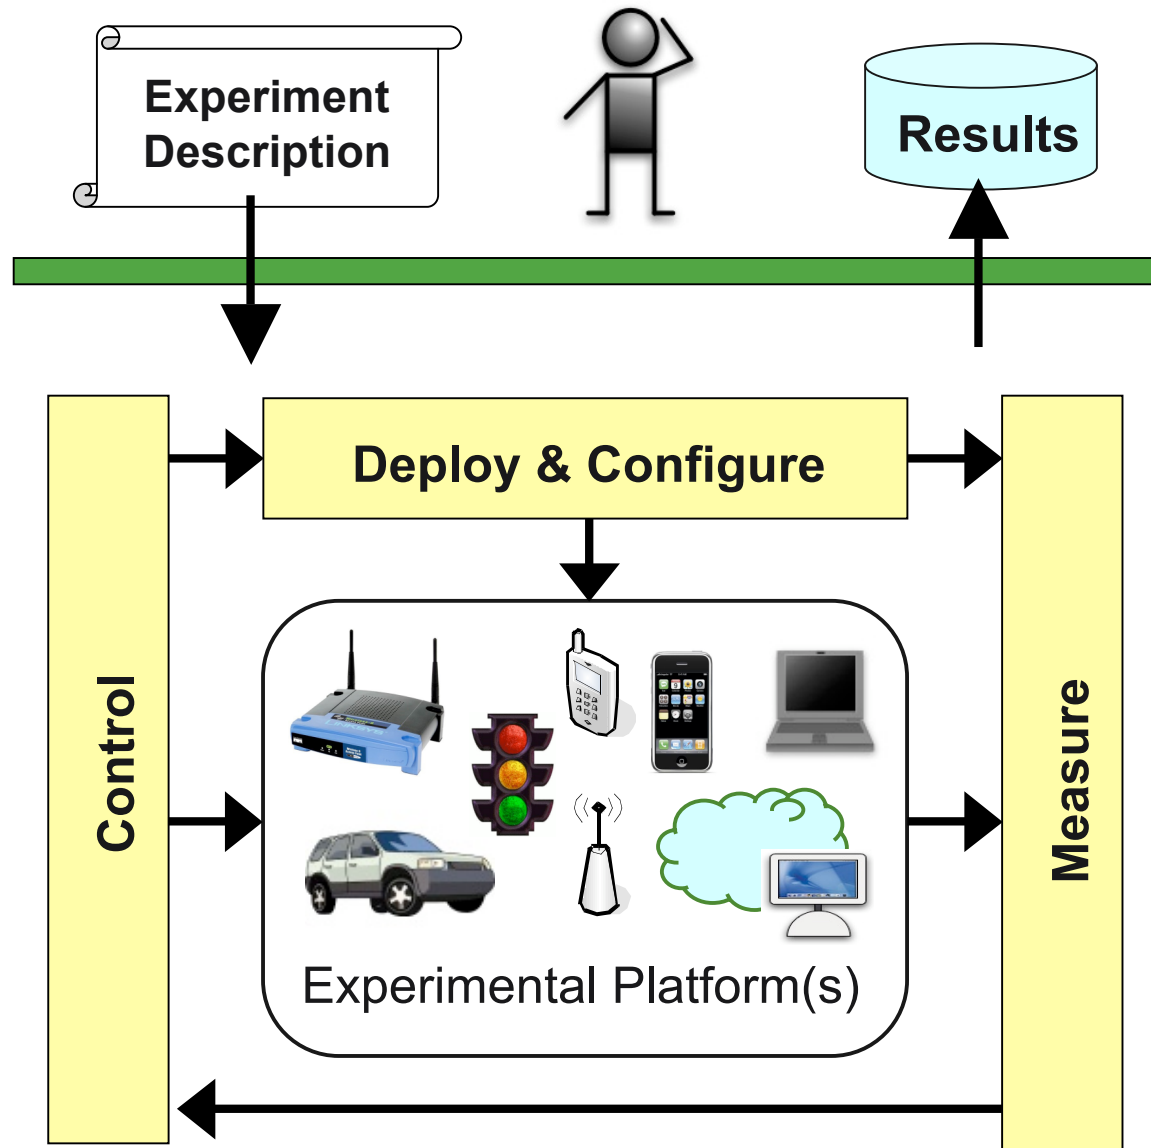 Experiment
Description
Results
Deploy & Configure
Control
Measure
Experimental Platform(s)